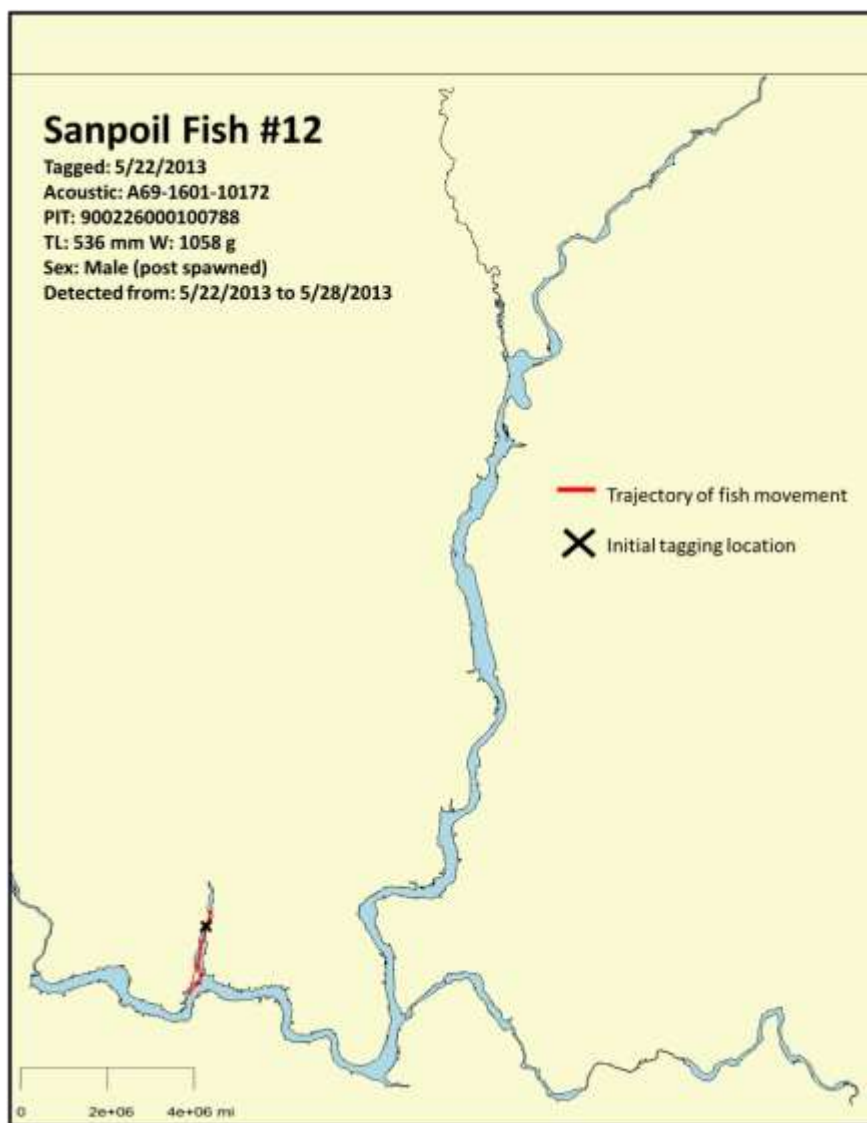 Sanpoil Fish #12
Tagged: 5/22/2013
Acoustic: A69-1601-10172
PIT: 900226000100788
TL: 536 mm W: 1058 g
Sex: Male (post spawned)
Detected from: 5/22/2013 to 5/28/2013
Trajectory of fish movement
Initial tagging location
0 2e+06 4e+06 mi